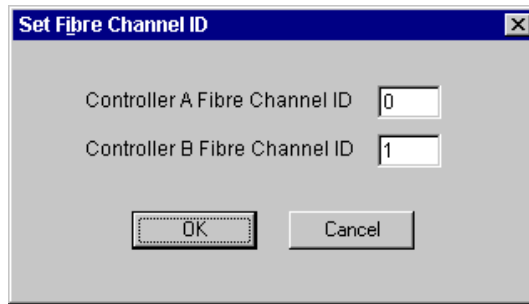 Set Fibre Channel ID
Controller A Fibre Channel ID 0
Controller B Fibre Channel ID 1
OK Cancel